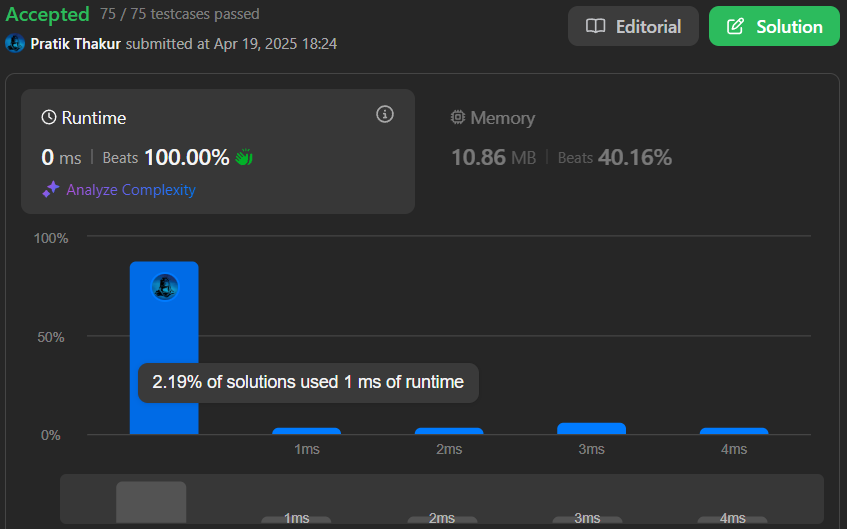 Accepted 75 / 75 testcases passed
Editorial
Solution
Pratik Thakur submitted at Apr 19, 2025 18:24
Runtime
0 ms | Beats 100.00%
Analyze Complexity
Memory
10.86 MB | Beats 40.16%
100%
50%
2.19% of solutions used 1 ms of runtime
0%
1ms 2ms 3ms 4ms
1ms 2ms 3ms 4ms